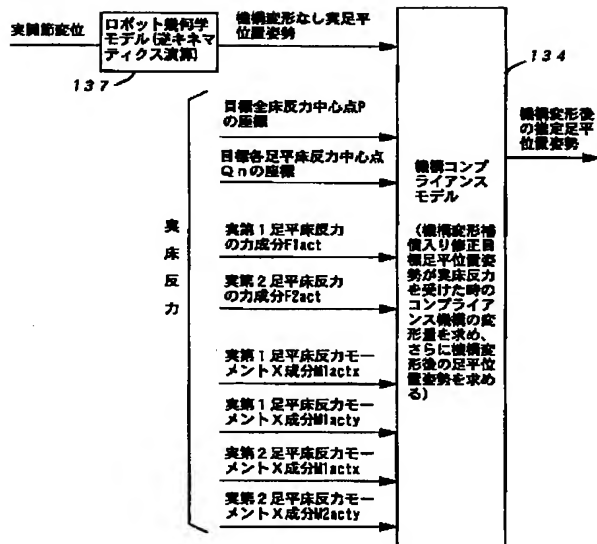 実関節変位
ロボット幾何学
モデル(逆キネマ
ティクス演算)
137
機構変形なし実足平
位置姿勢
134
機構変形後
の推定足平
位置姿勢
実
床
反
力
目標全床反力中心点P
の座標
目標各足平床反力中心点
Qnの座標
実第1足平床反力
の力成分F1act
実第2足平床反力
の力成分F2act
実第1足平床反力モー
メントX成分M1actx
実第1足平床反力モー
メントX成分M1acty
実第2足平床反力モー
メントX成分M1actx
実第2足平床反力モー
メントX成分M2acty
機構コンプ
ライアンス
モデル
(機構変形補
償入り修正目
標足平位置姿
勢が実床反力
を受けた時の
コンプライア
ンス機構の変
形量を求め、
さらに機構変
形後の足平位
置姿勢を求め
る)